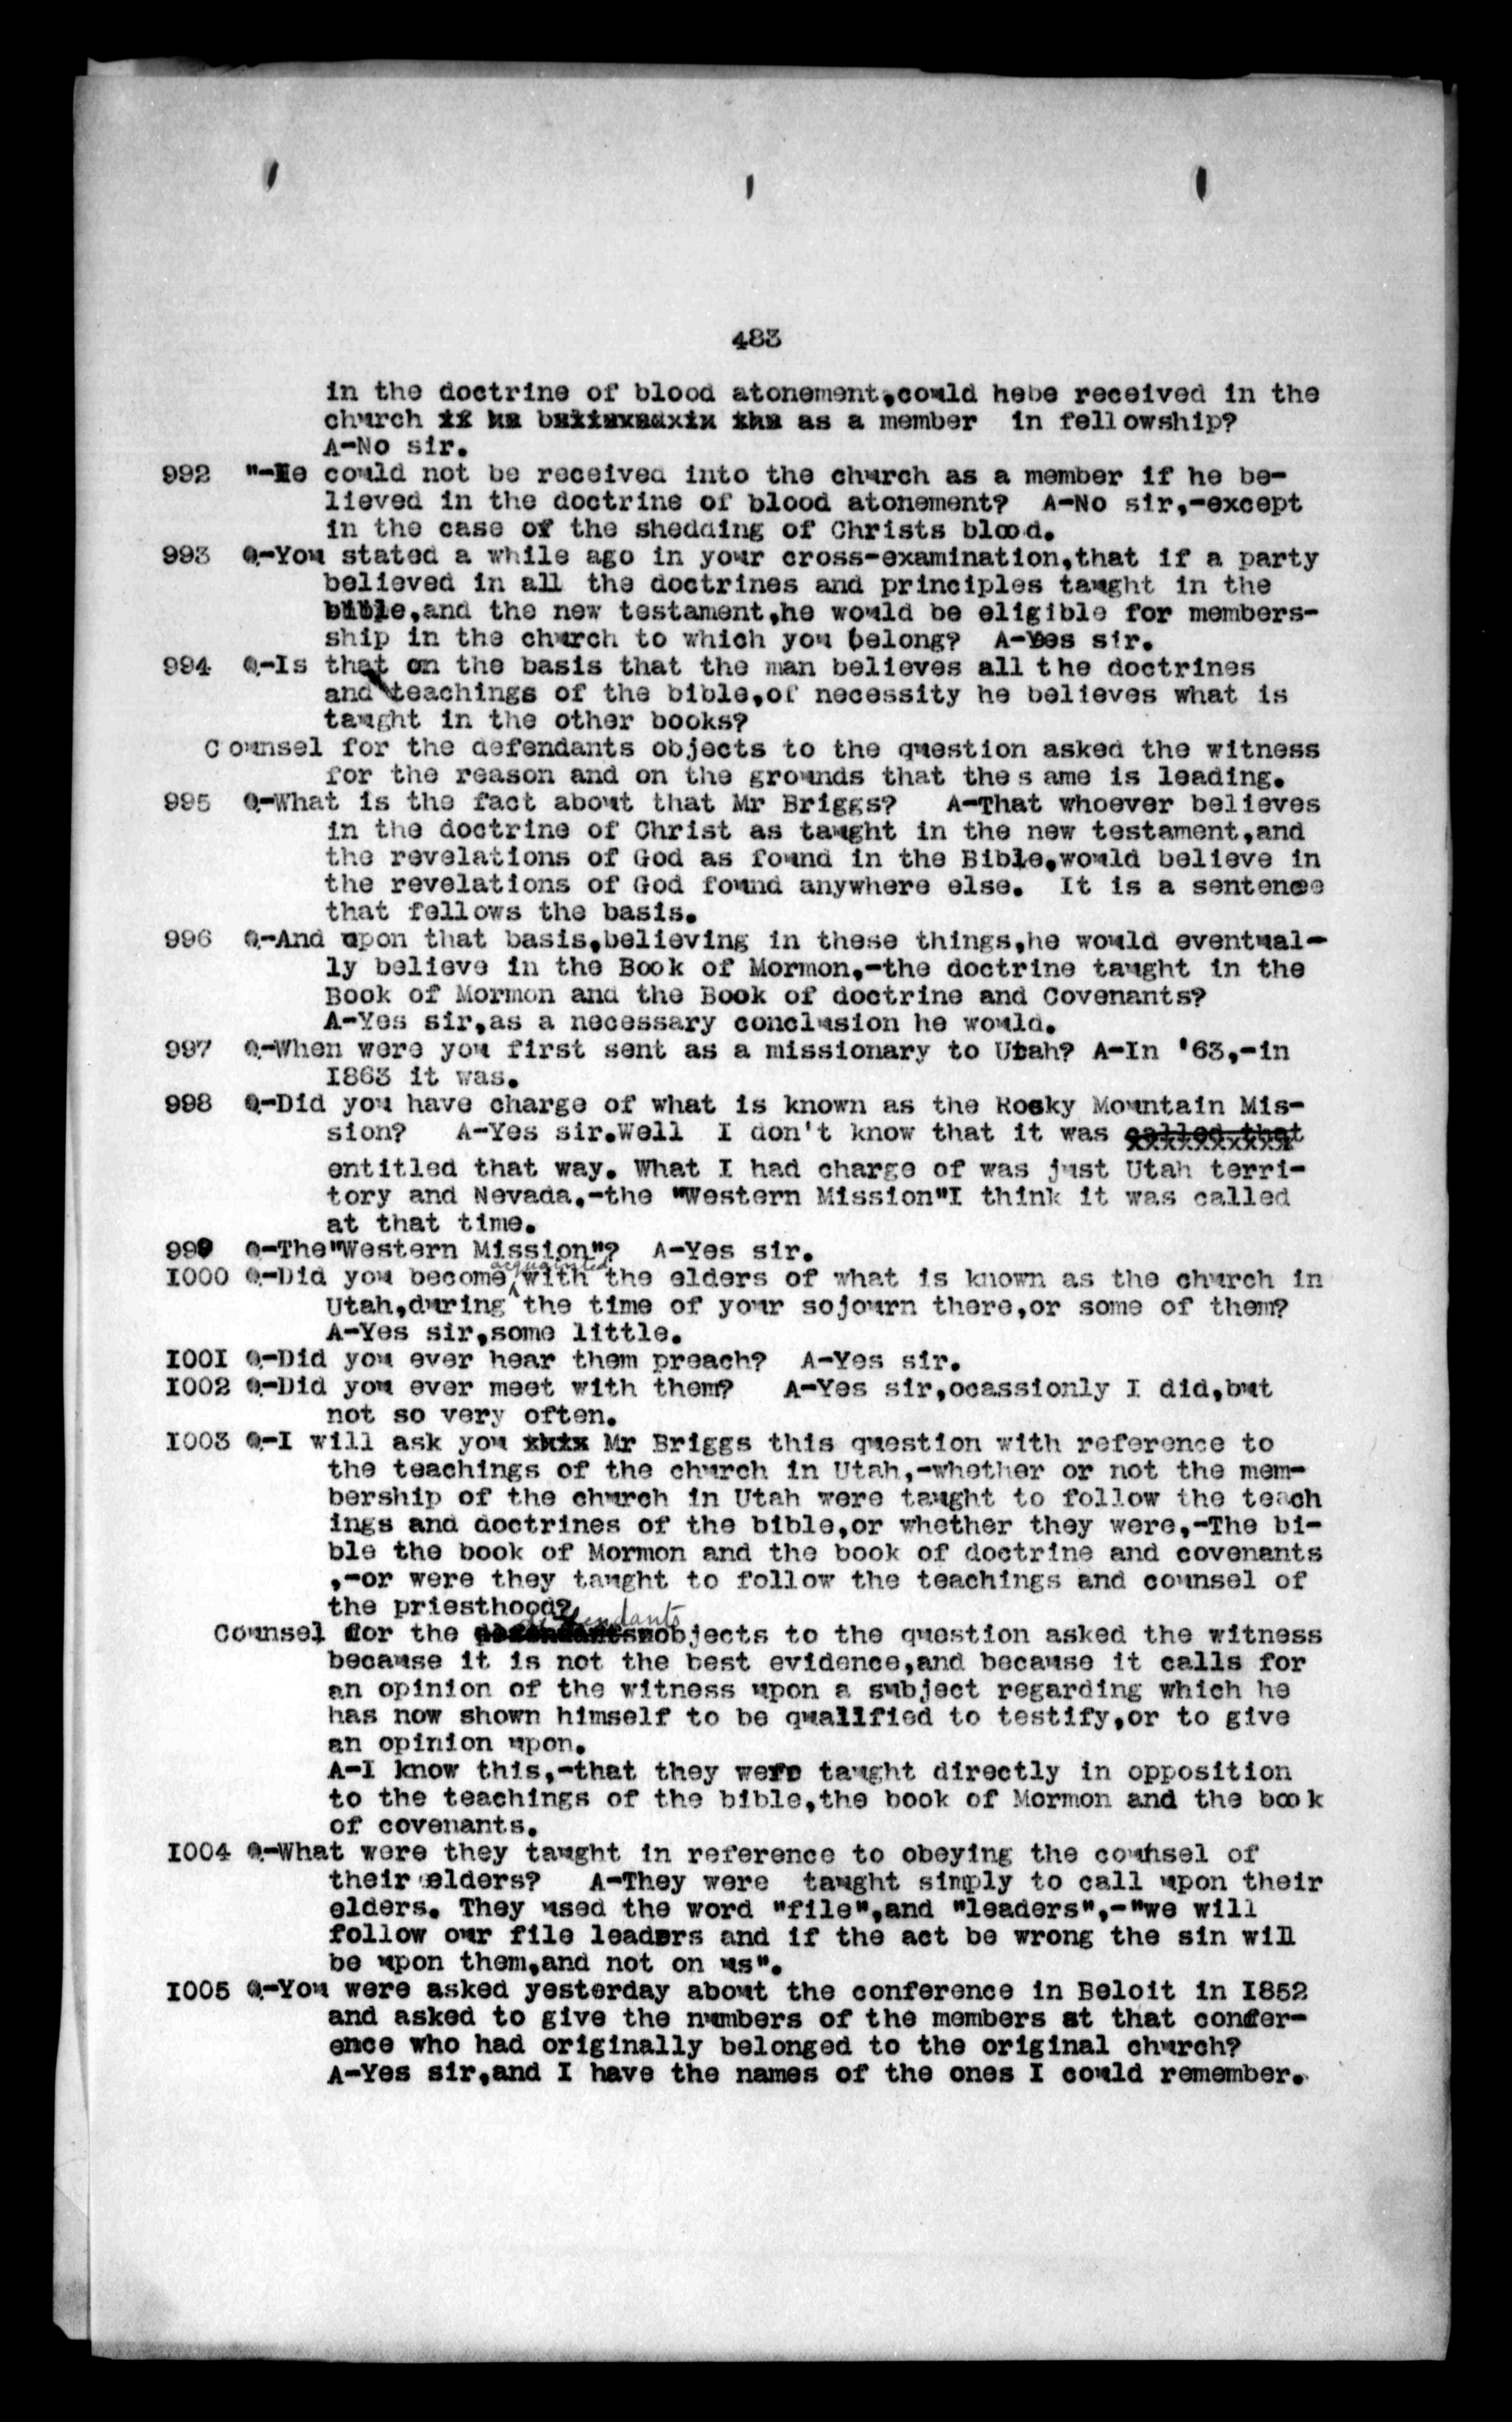 483
in the doctrine of blood atonement,could hebe received in the
church if he believed in the as a member in fellowship?
A-No sir.
992 "-He could not be received into the church as a member if he be-
lieved in the doctrine of blood atonement? A-No sir,-except
in the case of the shedding of Christs blood.
993 Q-You stated a while ago in your cross-examination,that if a party
believed in all the doctrines and principles taught in the
bible,and the new testament,he would be eligible for members-
ship in the church to which you belong? A-Yes sir.
994 Q-Is that on the basis that the man believes all the doctrines
and teachings of the bible,of necessity he believes what is
taught in the other books?
Counsel for the defendants objects to the question asked the witness
for the reason and on the grounds that the s ame is leading.
995 Q-What is the fact about that Mr Briggs? A-That whoever believes
in the doctrine of Christ as taught in the new testament,and
the revelations of God as found in the Bible,would believe in
the revelations of God found anywhere else. It is a sentence
that fellows the basis.
996 Q-And upon that basis,believing in these things,he would eventual-
ly believe in the Book of Mormon,-the doctrine taught in the
Book of Mormon and the Book of doctrine and Covenants?
A-Yes sir,as a necessary conclusion he would.
997 Q-When were you first sent as a missionary to Utah? A-In '63,-in
I863 it was.
998 Q-Did you have charge of what is known as the Rocky Mountain Mis-
sion? A-Yes sir.Well I don't know that it was called that
entitled that way. What I had charge of was just Utah terri-
tory and Nevada.-the "Western Mission"I think it was called
at that time.
999 Q-The"Western Mission"? A-Yes sir.
I000 Q-Did you become acquainted with the elders of what is known as the church in
Utah,during the time of your sojourn there,or some of them?
A-Yes sir,some little.
I00I Q-Did you ever hear them preach? A-Yes sir.
I002 Q-Did you ever meet with them? A-Yes sir,ocassionly I did,but
not so very often.
I003 Q-I will ask you Mr Briggs this question with reference to
the teachings of the church in Utah,-whether or not the mem-
bership of the church in Utah were taught to follow the teach
ings and doctrines of the bible,or whether they were,-The bi-
ble the book of Mormon and the book of doctrine and covenants
,-or were they taught to follow the teachings and counsel of
the priesthood?
Counsel for the defendants objects to the question asked the witness
because it is not the best evidence,and because it calls for
an opinion of the witness upon a subject regarding which he
has now shown himself to be qualified to testify,or to give
an opinion upon.
A-I know this,-that they were taught directly in opposition
to the teachings of the bible,the book of Mormon and the book
of covenants.
I004 Q-What were they taught in reference to obeying the counsel of
their elders? A-They were taught simply to call upon their
elders. They used the word "file",and "leaders",-"we will
follow our file leaders and if the act be wrong the sin will
be upon them,and not on us".
I005 Q-You were asked yesterday about the conference in Beloit in I852
and asked to give the numbers of the members at that confer-
ence who had originally belonged to the original church?
A-Yes sir,and I have the names of the ones I could remember.